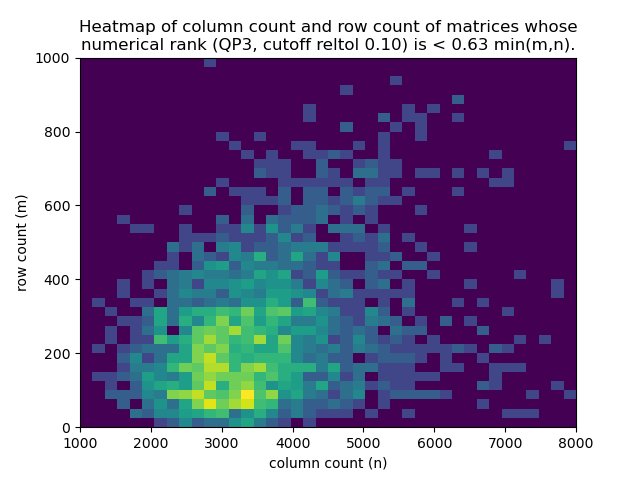 Heatmap of column count and row count of matrices whose
numerical rank (QP3, cutoff reltol 0.10) is < 0.63 min(m,n).
1000
800
600
400
200
0
row count (m)
1000 2000 3000 4000 5000 6000 7000 8000
column count (n)